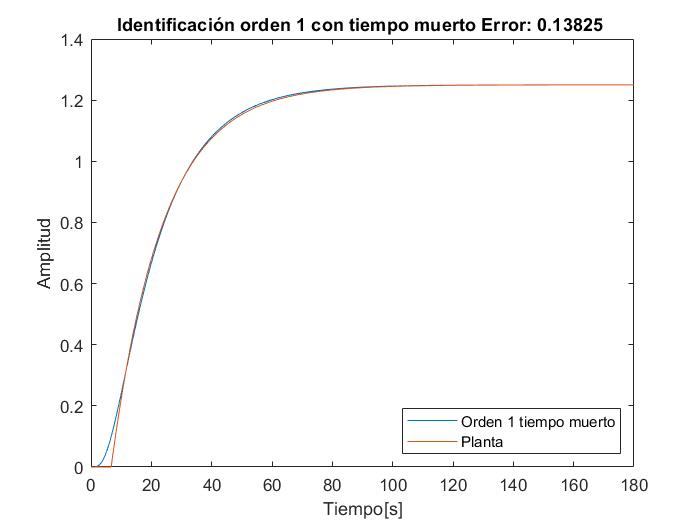 Identificación orden 1 con tiempo muerto Error: 0.13825
1.4
1.2
1
0.8
0.6
0.4
0.2
0
Amplitud
0 20 40 60 80 100 120 140 160 180
Tiempo[s]
Orden 1 tiempo muerto
Planta